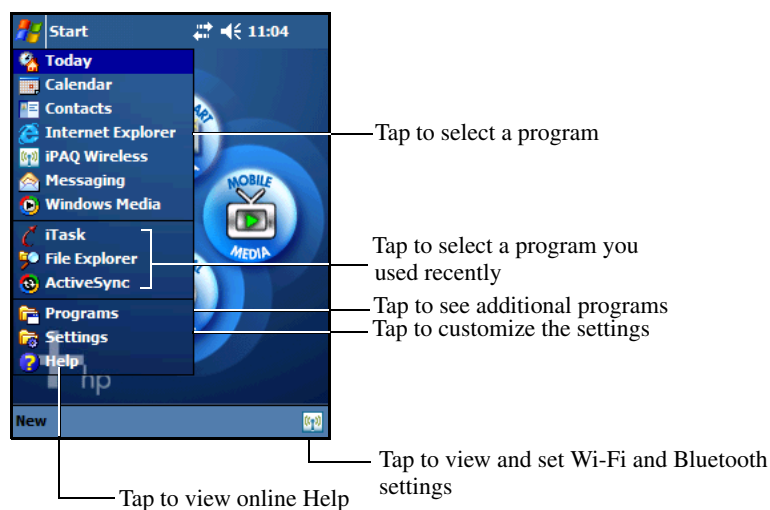 Start 11:04
Today
Calendar
Contacts
Internet Explorer
iPAQ Wireless
Messaging
Windows Media
iTask
File Explorer
ActiveSync
Programs
Settings
Help
MOBILE
MEDIA
hp
New
Tap to select a program
Tap to select a program you
used recently
Tap to see additional programs
Tap to customize the settings
Tap to view and set Wi-Fi and Bluetooth
settings
Tap to view online Help